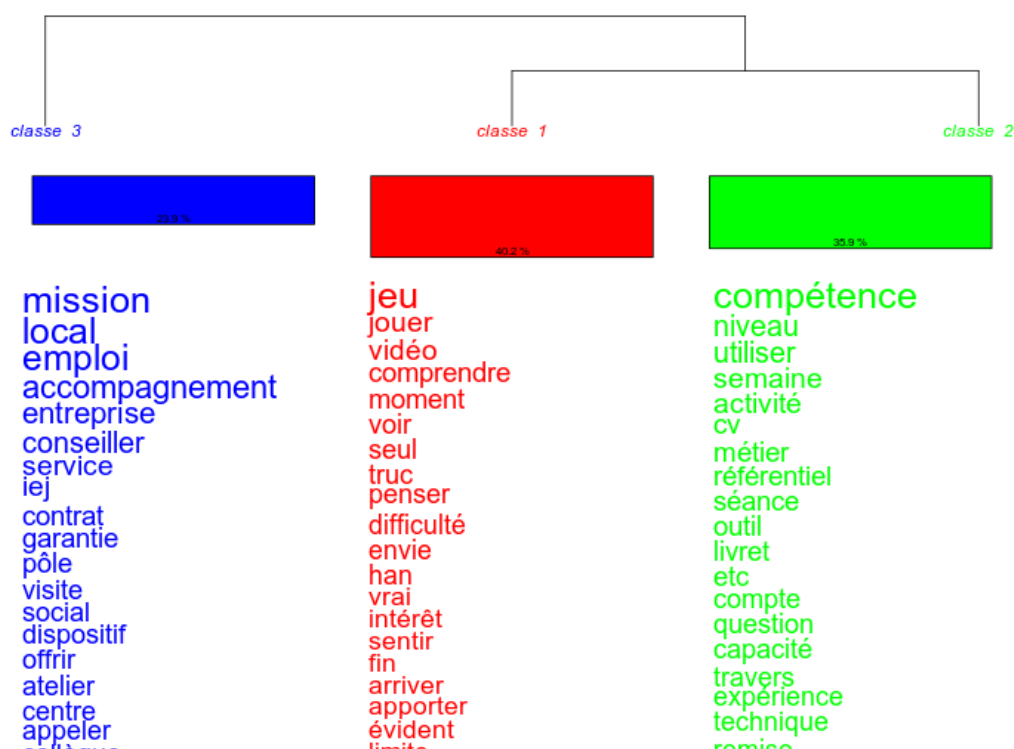 classe 3
classe 1
classe 2
23.9 %
40.2 %
35.9 %
mission
local
emploi
accompagnement
entreprise
conseiller
service
iej
contrat
garantie
pôle
visite
social
dispositif
offrir
atelier
centre
appeler
jeu
jouer
vidéo
comprendre
moment
voir
seul
truc
penser
difficulté
envie
han
vrai
intérêt
sentir
fin
arriver
apporter
évident
limite
compétence
niveau
utiliser
semaine
activité
cv
métier
référentiel
séance
outil
livret
etc
compte
question
capacité
travers
expérience
technique
remise